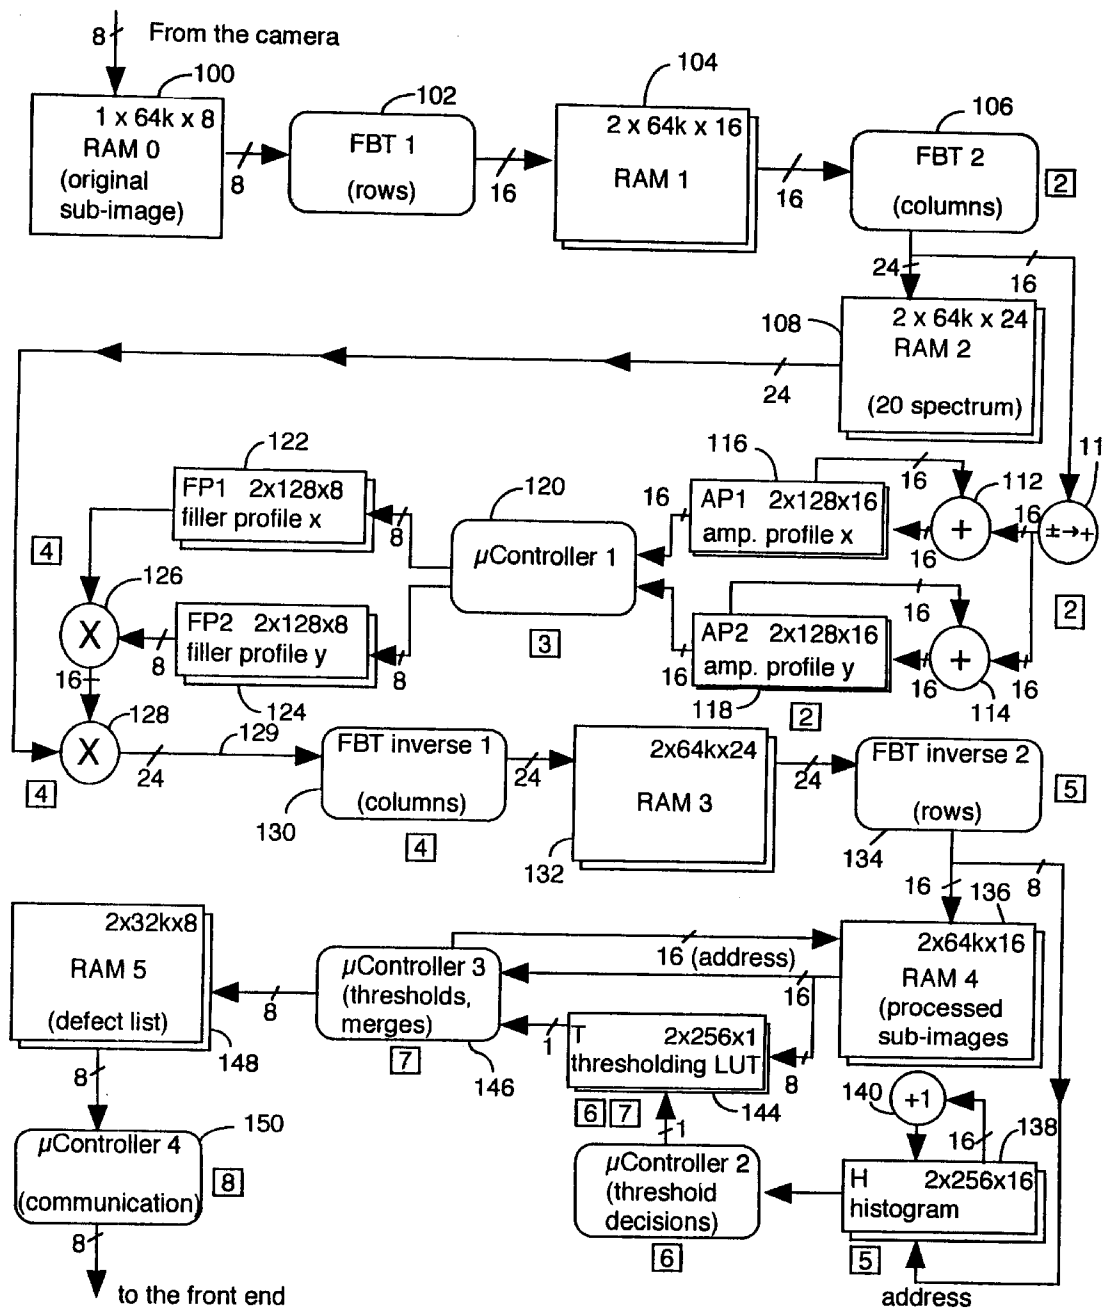 8 From the camera
100
1 x 64k x 8
RAM 0
(original
sub-image)
8
102
FBT 1
(rows)
16
104
2 x 64k x 16
RAM 1
16
106
FBT 2
(columns)
2
24
16
108
2 x 64k x 24
RAM 2
(20 spectrum)
24
122
FP1 2x128x8
filler profile x
8
120
µController 1
3
16
116
AP1 2x128x16
amp. profile x
16
112
+
16
16
11
±→+
2
4
126
X
8
FP2 2x128x8
filler profile y
124
8
16
AP2 2x128x16
amp. profile y
118
2
16
16
+
114
16
16
128
X
4
24
129
FBT inverse 1
(columns)
130
4
24
2x64kx24
RAM 3
132
24
FBT inverse 2
(rows)
134
5
16
8
136
2x64kx16
RAM 4
(processed
sub-images
16 (address)
16
2x32kx8
RAM 5
(defect list)
148
8
µController 3
(thresholds,
merges)
7
146
1
T 2x256x1
thresholding LUT
8
6 7
144
1
140
+1
16
138
H 2x256x16
histogram
5
address
µController 2
(threshold
decisions)
6
8
150
µController 4
(communication)
8
8
to the front end